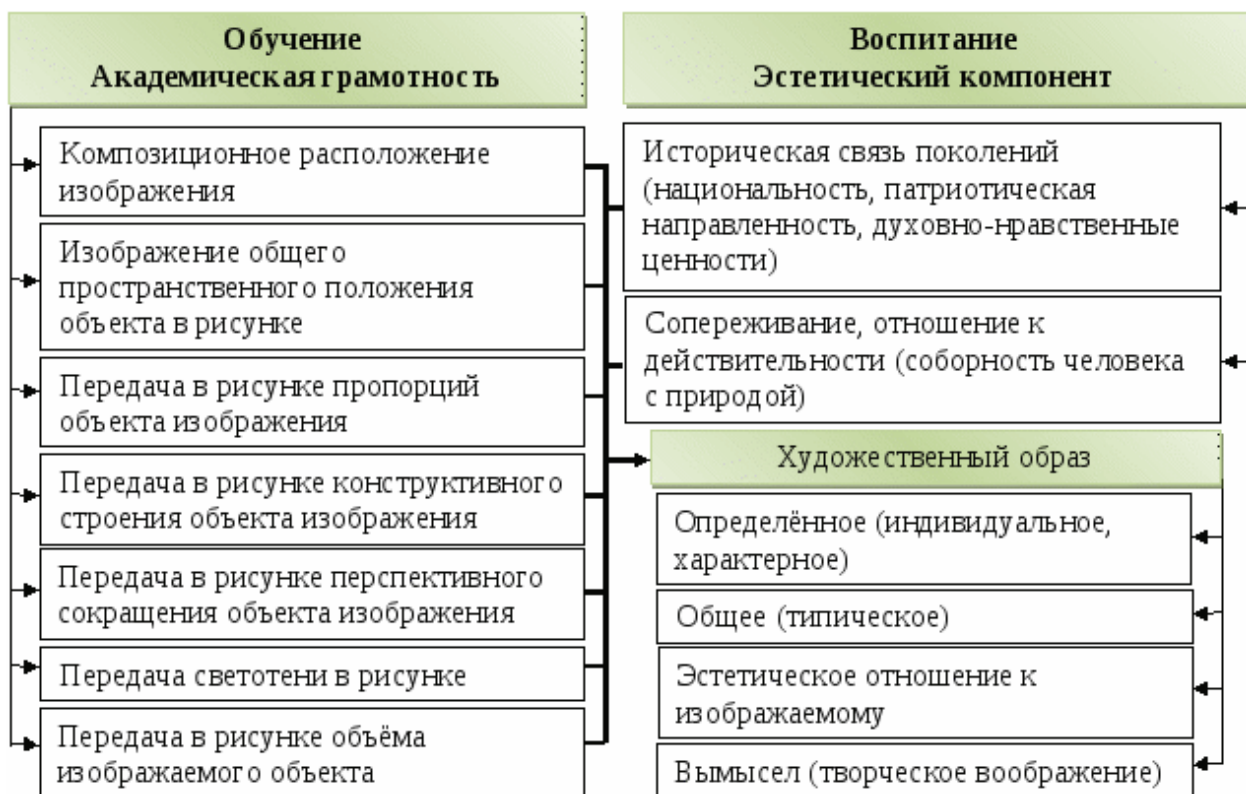 Обучение
Академическая грамотность
Композиционное расположение
изображения
Изображение общего
пространственного положения
объекта в рисунке
Передача в рисунке пропорций
объекта изображения
Передача в рисунке конструктивного
строения объекта изображения
Передача в рисунке перспективного
сокращения объекта изображения
Передача светотени в рисунке
Передача в рисунке объёма
изображаемого объекта
Воспитание
Эстетический компонент
Историческая связь поколений
(национальность, патриотическая
направленность, духовно-нравственные
ценности)
Сопереживание, отношение к
действительности (соборность человека
с природой)
Художественный образ
Определённое (индивидуальное,
характерное)
Общее (типическое)
Эстетическое отношение к
изображаемому
Вымысел (творческое воображение)